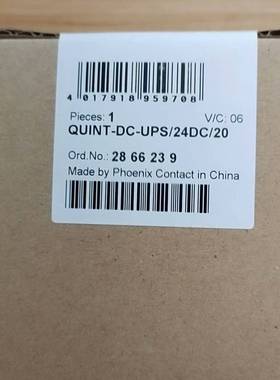 4 017918 959708
Pieces: 1 V/C: 06
QUINT-DC-UPS/24DC/20
Ord.No.: 28 66 23 9
Made by Phoenix Contact in China